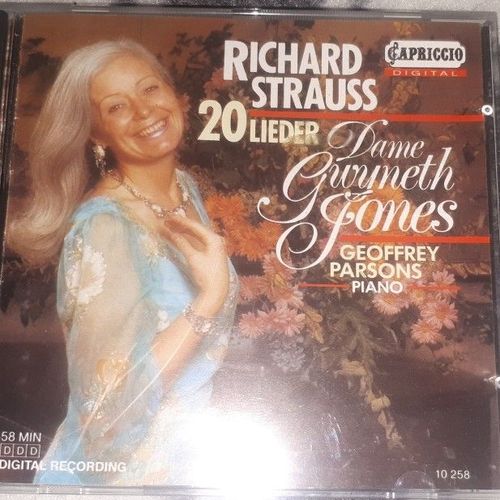 RICHARD
STRAUSS
20 LIEDER
CAPRICCIO
DIGITAL
Dame
Gwyneth
Jones
GEOFFREY
PARSONS
PIANO
58 MIN
DDD
DIGITAL RECORDING
10 258